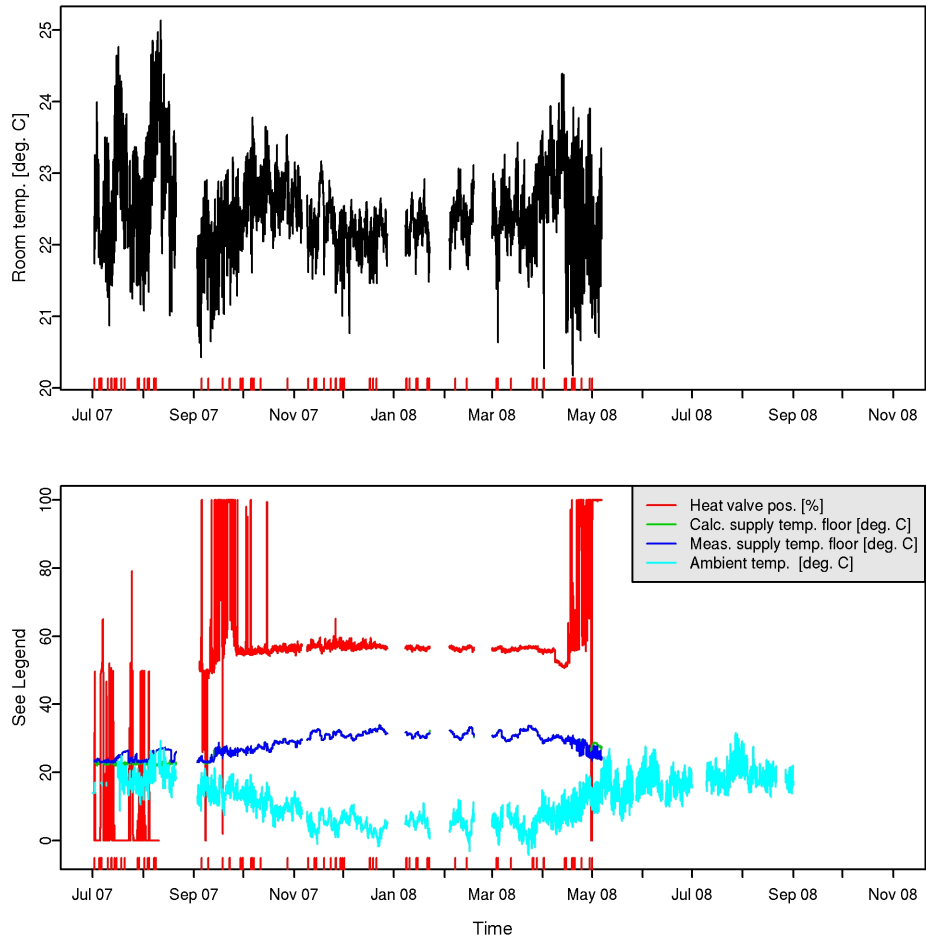 Room temp. [deg. C]
25
24
23
22
21
20
Jul 07 Sep 07 Nov 07 Jan 08 Mar 08 May 08 Jul 08 Sep 08 Nov 08
See Legend
100
80
60
40
20
0
Heat valve pos. [%]
Calc. supply temp. floor [deg. C]
Meas. supply temp. floor [deg. C]
Ambient temp. [deg. C]
Jul 07 Sep 07 Nov 07 Jan 08 Mar 08 May 08 Jul 08 Sep 08 Nov 08
Time